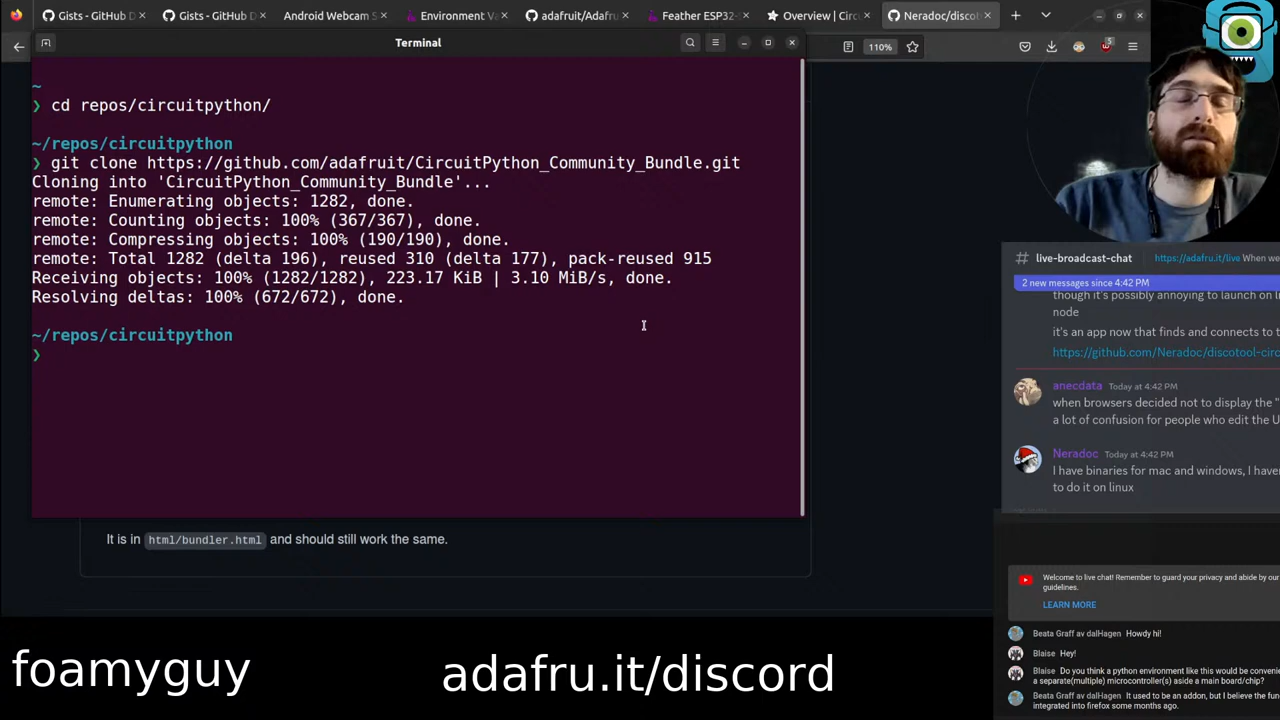 Gists - GitHub D
Gists - GitHub D
Android Webcam S
Environment Va
adafruit/Adafru
Feather ESP32-
Overview | Circu
Neradoc/discot
Terminal
110%
5
~
❯ cd repos/circuitpython/
~/repos/circuitpython
❯ git clone https://github.com/adafruit/CircuitPython_Community_Bundle.git
Cloning into 'CircuitPython_Community_Bundle'...
remote: Enumerating objects: 1282, done.
remote: Counting objects: 100% (367/367), done.
remote: Compressing objects: 100% (190/190), done.
remote: Total 1282 (delta 196), reused 310 (delta 177), pack-reused 915
Receiving objects: 100% (1282/1282), 223.17 KiB | 3.10 MiB/s, done.
Resolving deltas: 100% (672/672), done.
~/repos/circuitpython
❯
It is in html/bundler.html and should still work the same.
# live-broadcast-chat https://adafru.it/live When we
2 new messages since 4:42 PM
though it's possibly annoying to launch on li
node
it's an app now that finds and connects to t
https://github.com/Neradoc/discotool-circ
anecdata Today at 4:42 PM
when browsers decided not to display the "
a lot of confusion for people who edit the U
Neradoc Today at 4:42 PM
I have binaries for mac and windows, I haven
to do it on linux
Welcome to live chat! Remember to guard your privacy and abide by our
guidelines.
LEARN MORE
Beata Graff av dalHagen Howdy hi!
Blaise Hey!
Blaise Do you think a python environment like this would be convenie
a separate(multiple) microcontroller(s) aside a main board/chip?
Beata Graff av dalHagen It used to be an addon, but I believe the fun
integrated into firefox some months ago.
foamyguy
adafru.it/discord